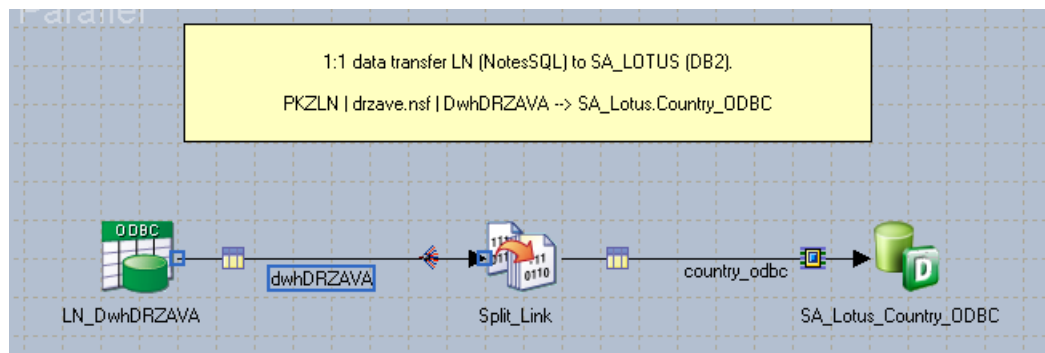 Parallel
1:1 data transfer LN (NotesSQL) to SA_LOTUS (DB2).
PKZLN | drzave.nsf | DwhDRZAVA --> SA_Lotus.Country_ODBC
ODBC
dwhDRZAVA
country_odbc
LN_DwhDRZAVA
Split_Link
SA_Lotus_Country_ODBC